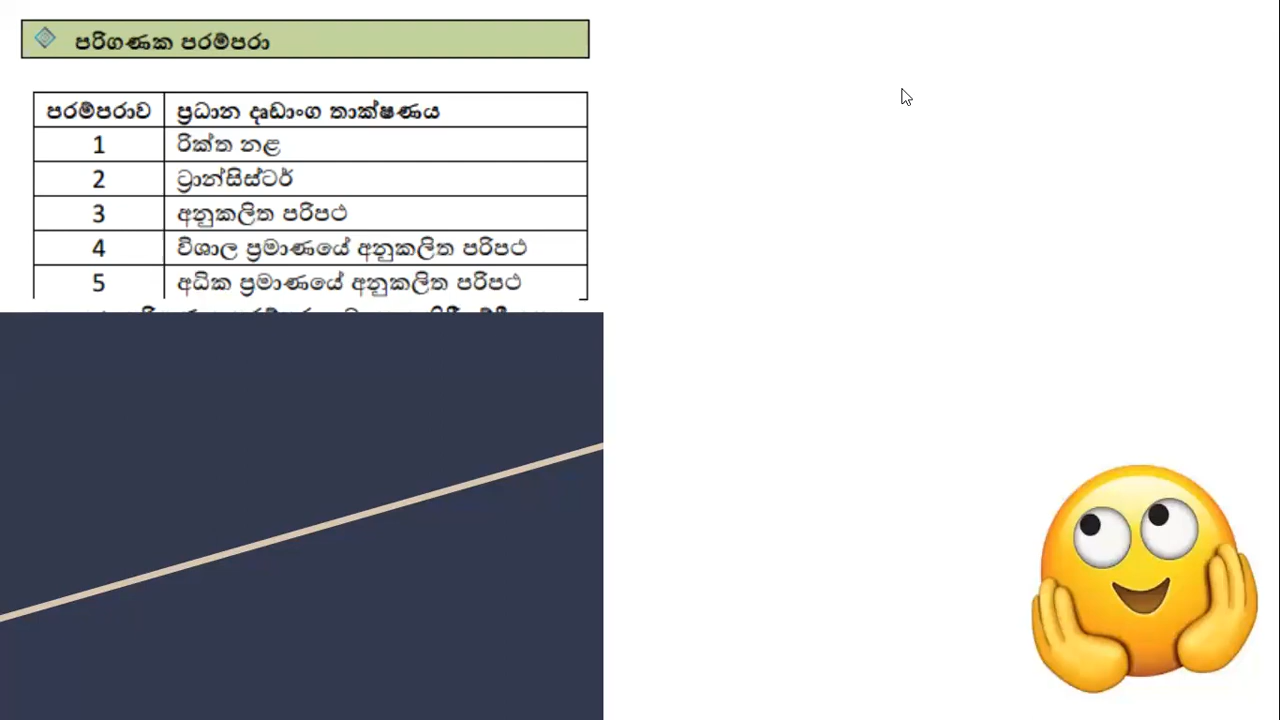 පරිගණක පරම්පරා
පරම්පරාව ප්‍රධාන දෘඩාංග තාක්ෂණය
1 රික්ත නළ
2 ට්‍රාන්සිස්ටර්
3 අනුකලිත පරිපථ
4 විශාල ප්‍රමාණයේ අනුකලිත පරිපථ
5 අධික ප්‍රමාණයේ අනුකලිත පරිපථ